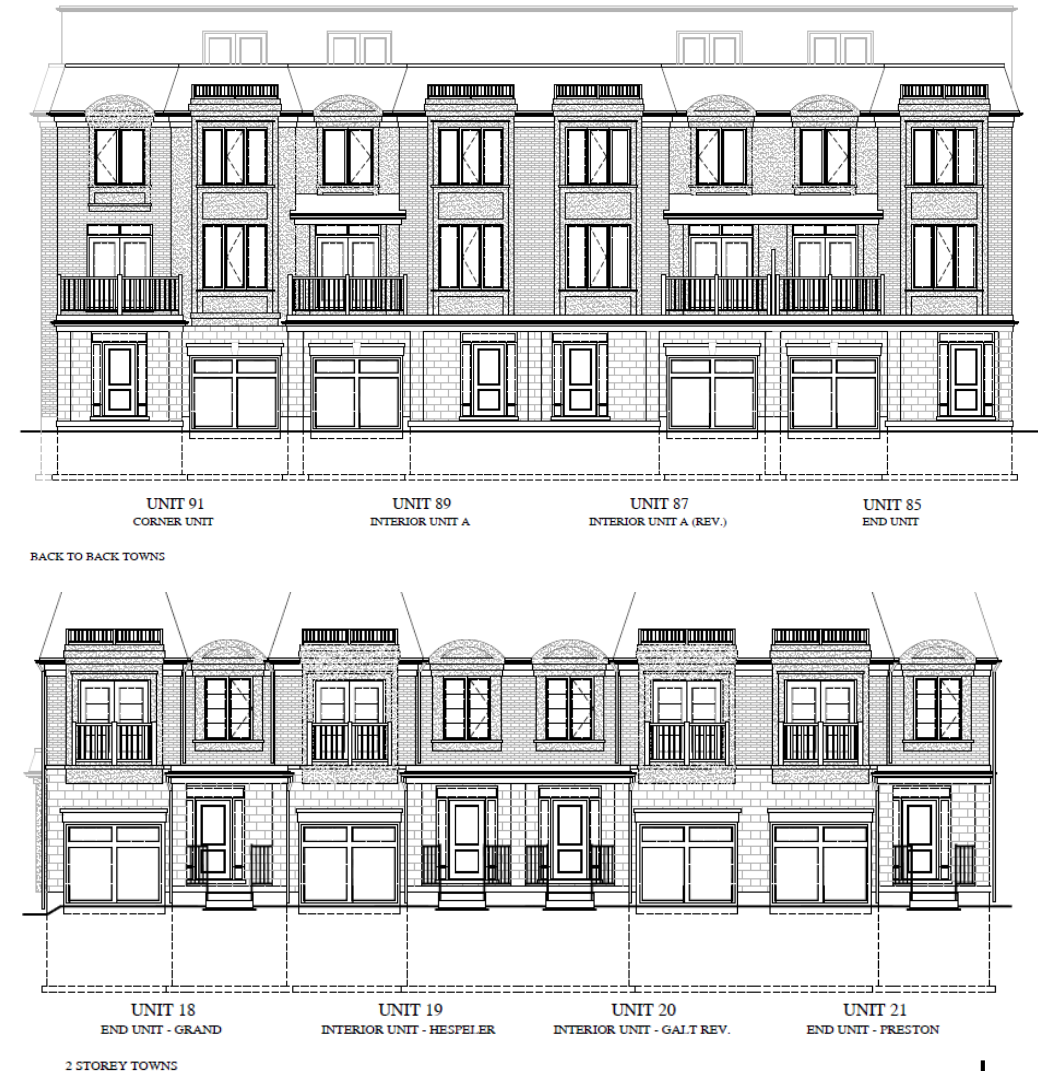 UNIT 91
CORNER UNIT
UNIT 89
INTERIOR UNIT A
UNIT 87
INTERIOR UNIT A (REV.)
UNIT 85
END UNIT
BACK TO BACK TOWNS
UNIT 18
END UNIT - GRAND
UNIT 19
INTERIOR UNIT - HESPELER
UNIT 20
INTERIOR UNIT - GALT REV.
UNIT 21
END UNIT - PRESTON
2 STOREY TOWNS